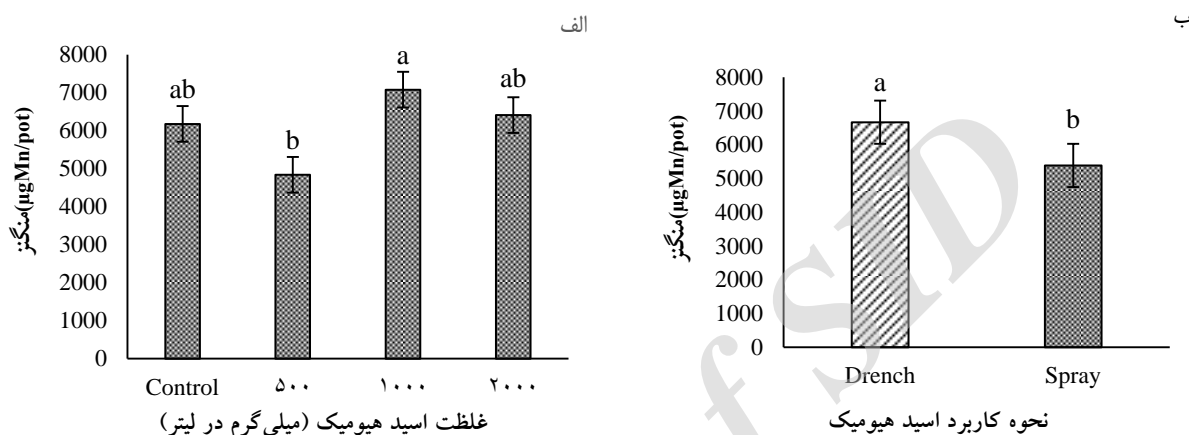 الف
8000
7000
6000
5000
4000
3000
2000
1000
0
ab
b
a
ab
منگنز(µgMn/pot)
Control ۵۰۰ ۱۰۰۰ ۲۰۰۰
غلظت اسید هیومیک (میلی‌گرم در لیتر)
ب
8000
7000
6000
5000
4000
3000
2000
1000
0
a
b
منگنز(µgMn/pot)
Drench Spray
نحوه کاربرد اسید هیومیک
f SID